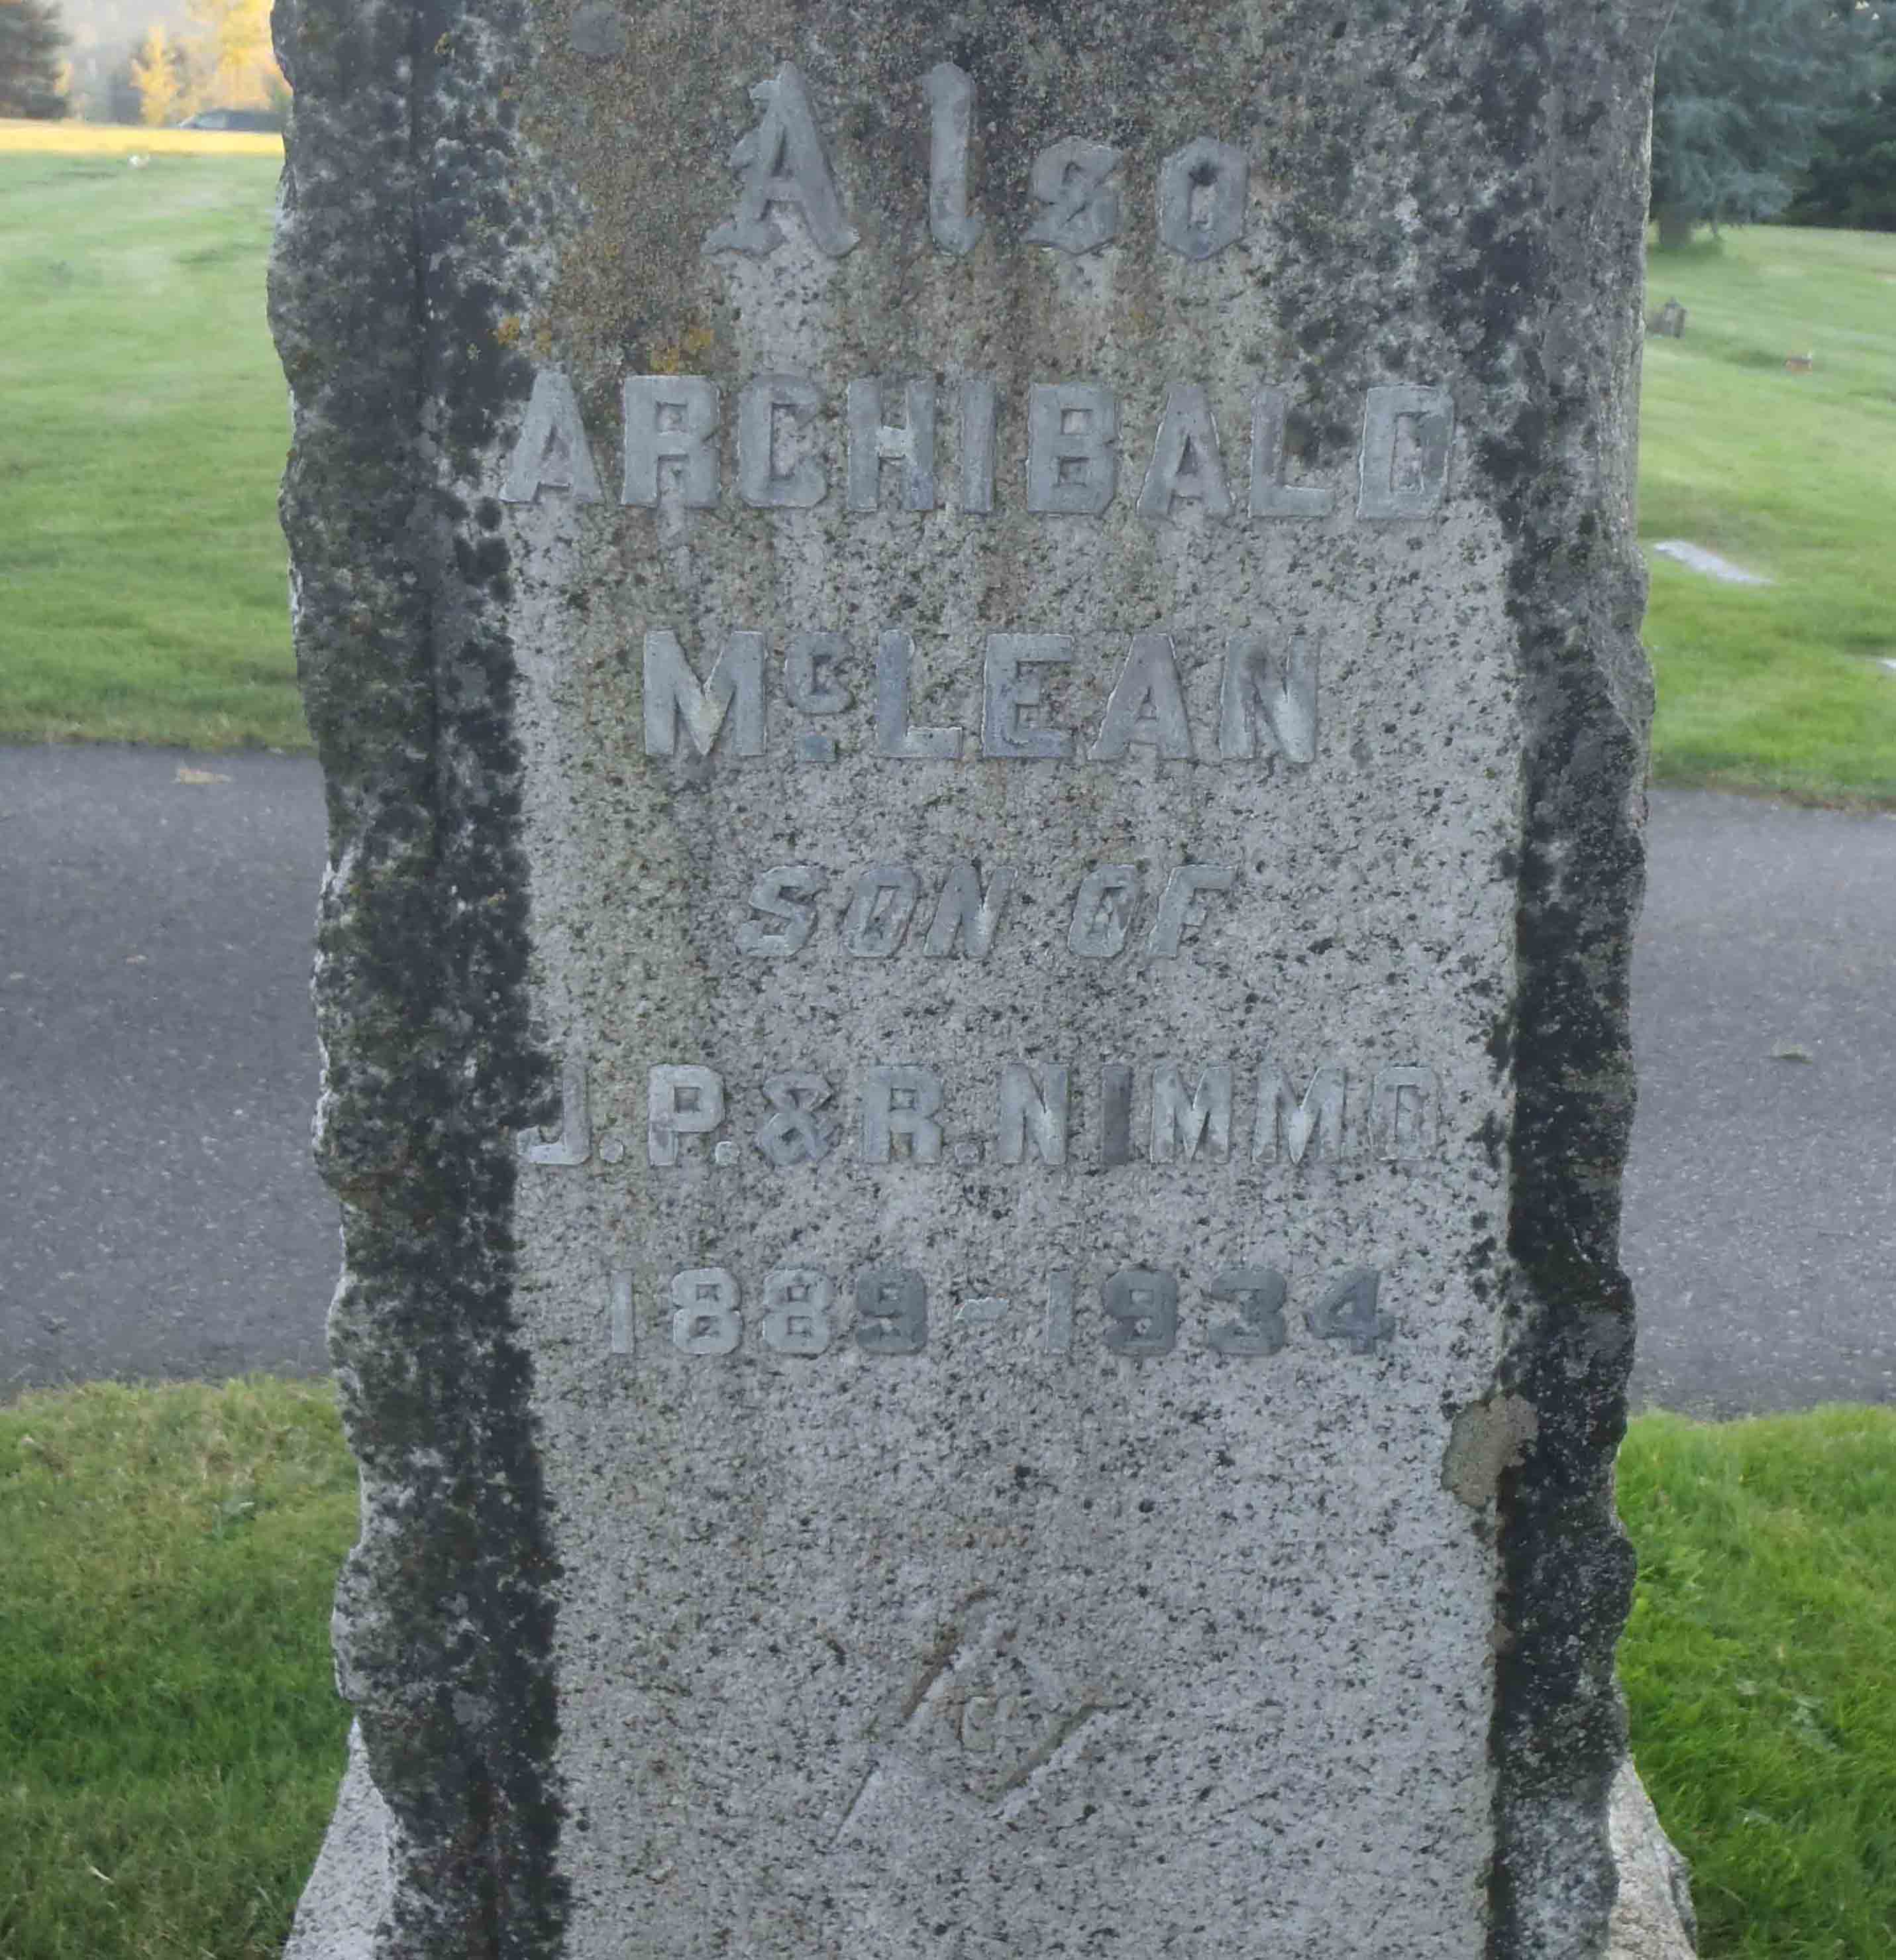 Also
ARCHIBALD
McLEAN
SON OF
J.P. & R. NIMMO
1889-1934
G